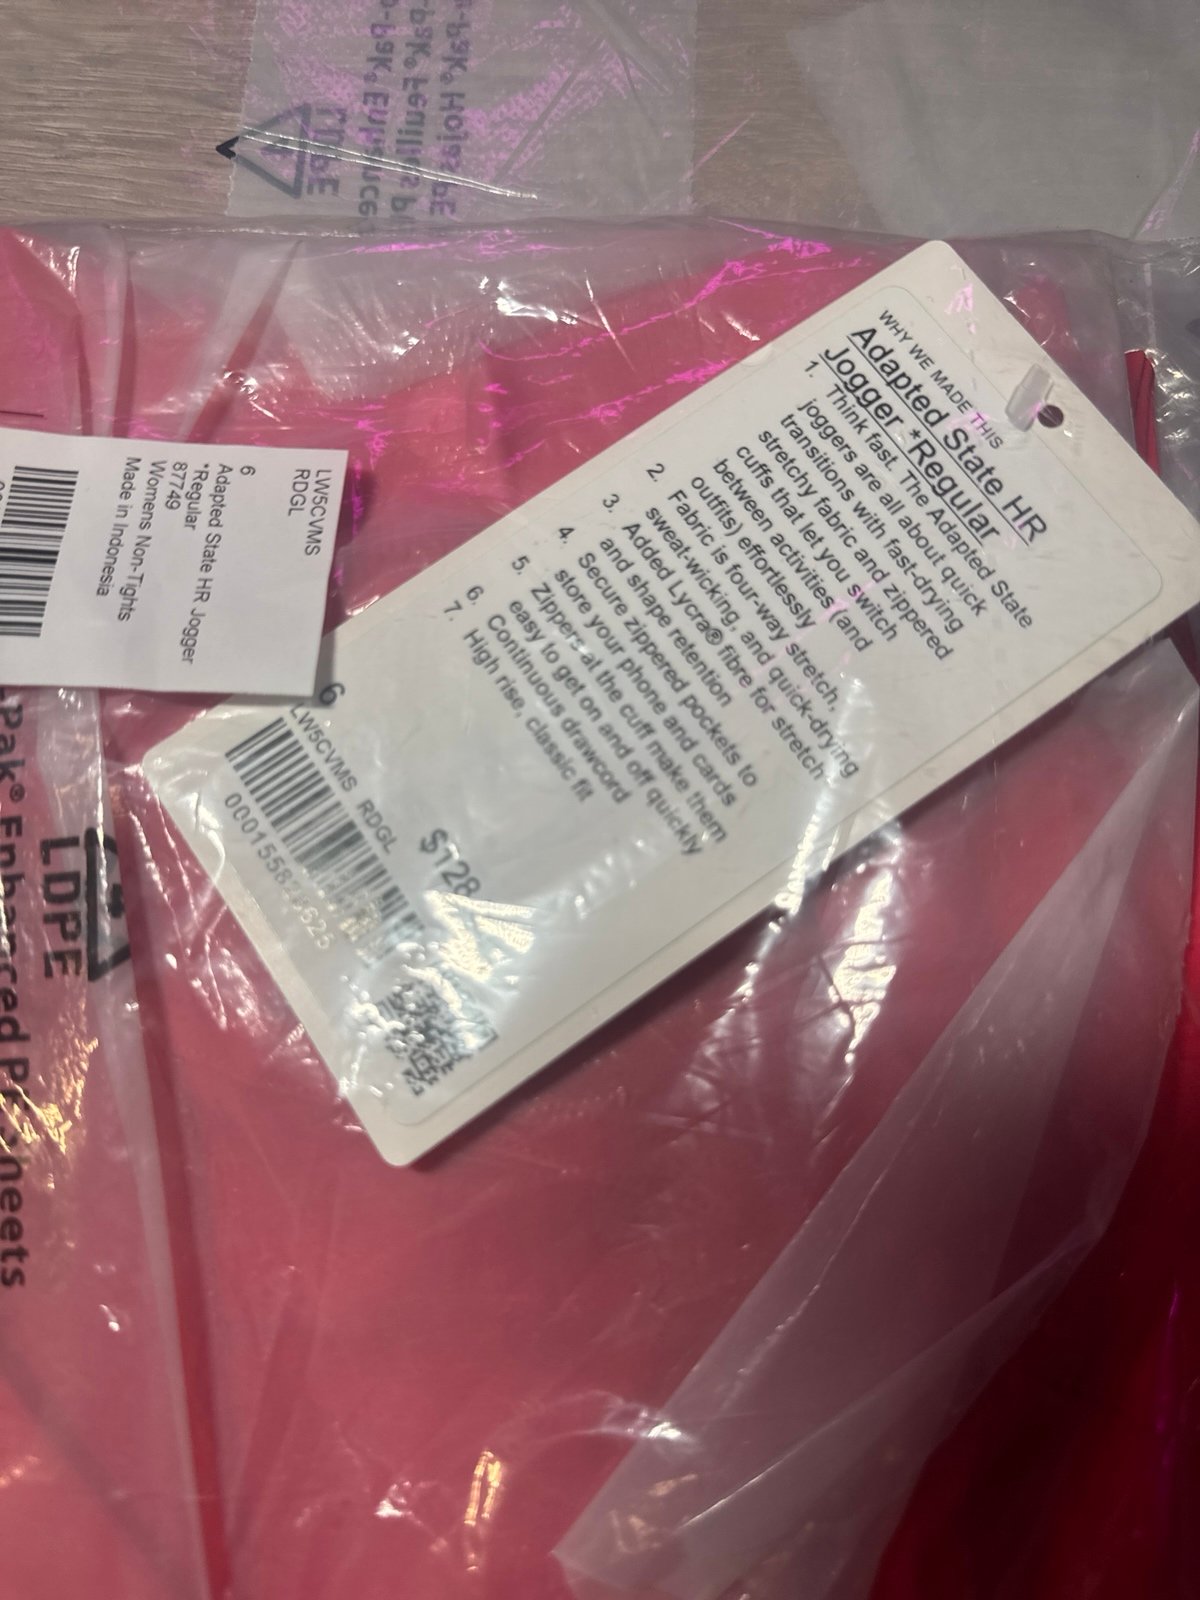 WHY WE MADE THIS
Adapted State HR
Jogger *Regular
1. Think fast. The Adapted State
joggers are all about quick
transitions with fast-drying
stretchy fabric and zippered
cuffs that let you switch
between activities (and
outfits) effortlessly
2. Fabric is four-way stretch,
sweat-wicking, and quick-drying
3. Added Lycra® fibre for stretch
and shape retention
4. Secure zippered pockets to
store your phone and cards
5. Zippers at the cuff make them
easy to get on and off quickly
6. Continuous drawcord
7. High rise, classic fit
$128
6
LW5CVMS RDGL
LW5CVMS
RDGL
6
Adapted State HR Jogger
*Regular
87749
Womens Non-Tights
Made in Indonesia
LDPE
-Pak® Enhanced
LDPE
4